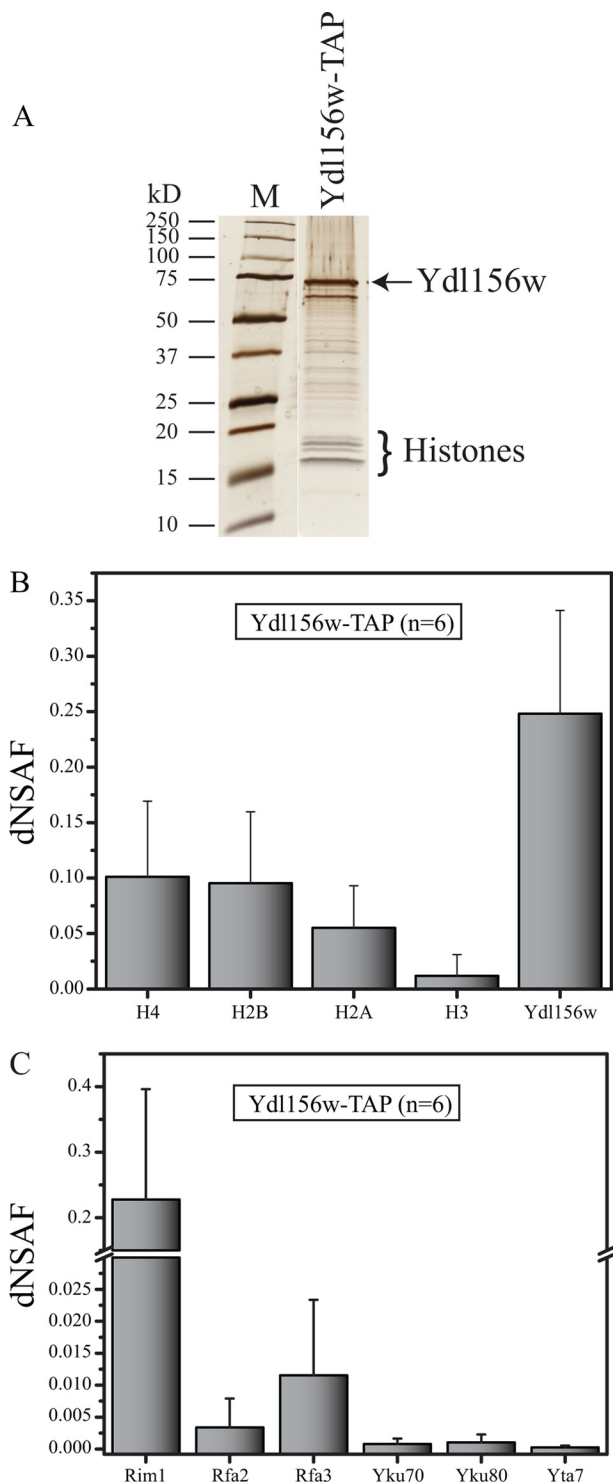 A
kD
M
Ydl156w-TAP
250
150
100
75
50
37
25
20
15
10
Ydl156w
Histones
B
Ydl156w-TAP (n=6)
dNSAF
0.35
0.30
0.25
0.20
0.15
0.10
0.05
0.00
H4 H2B H2A H3 Ydl156w
C
Ydl156w-TAP (n=6)
dNSAF
0.4
0.3
0.2
0.025
0.020
0.015
0.010
0.005
0.000
Rim1 Rfa2 Rfa3 Yku70 Yku80 Yta7